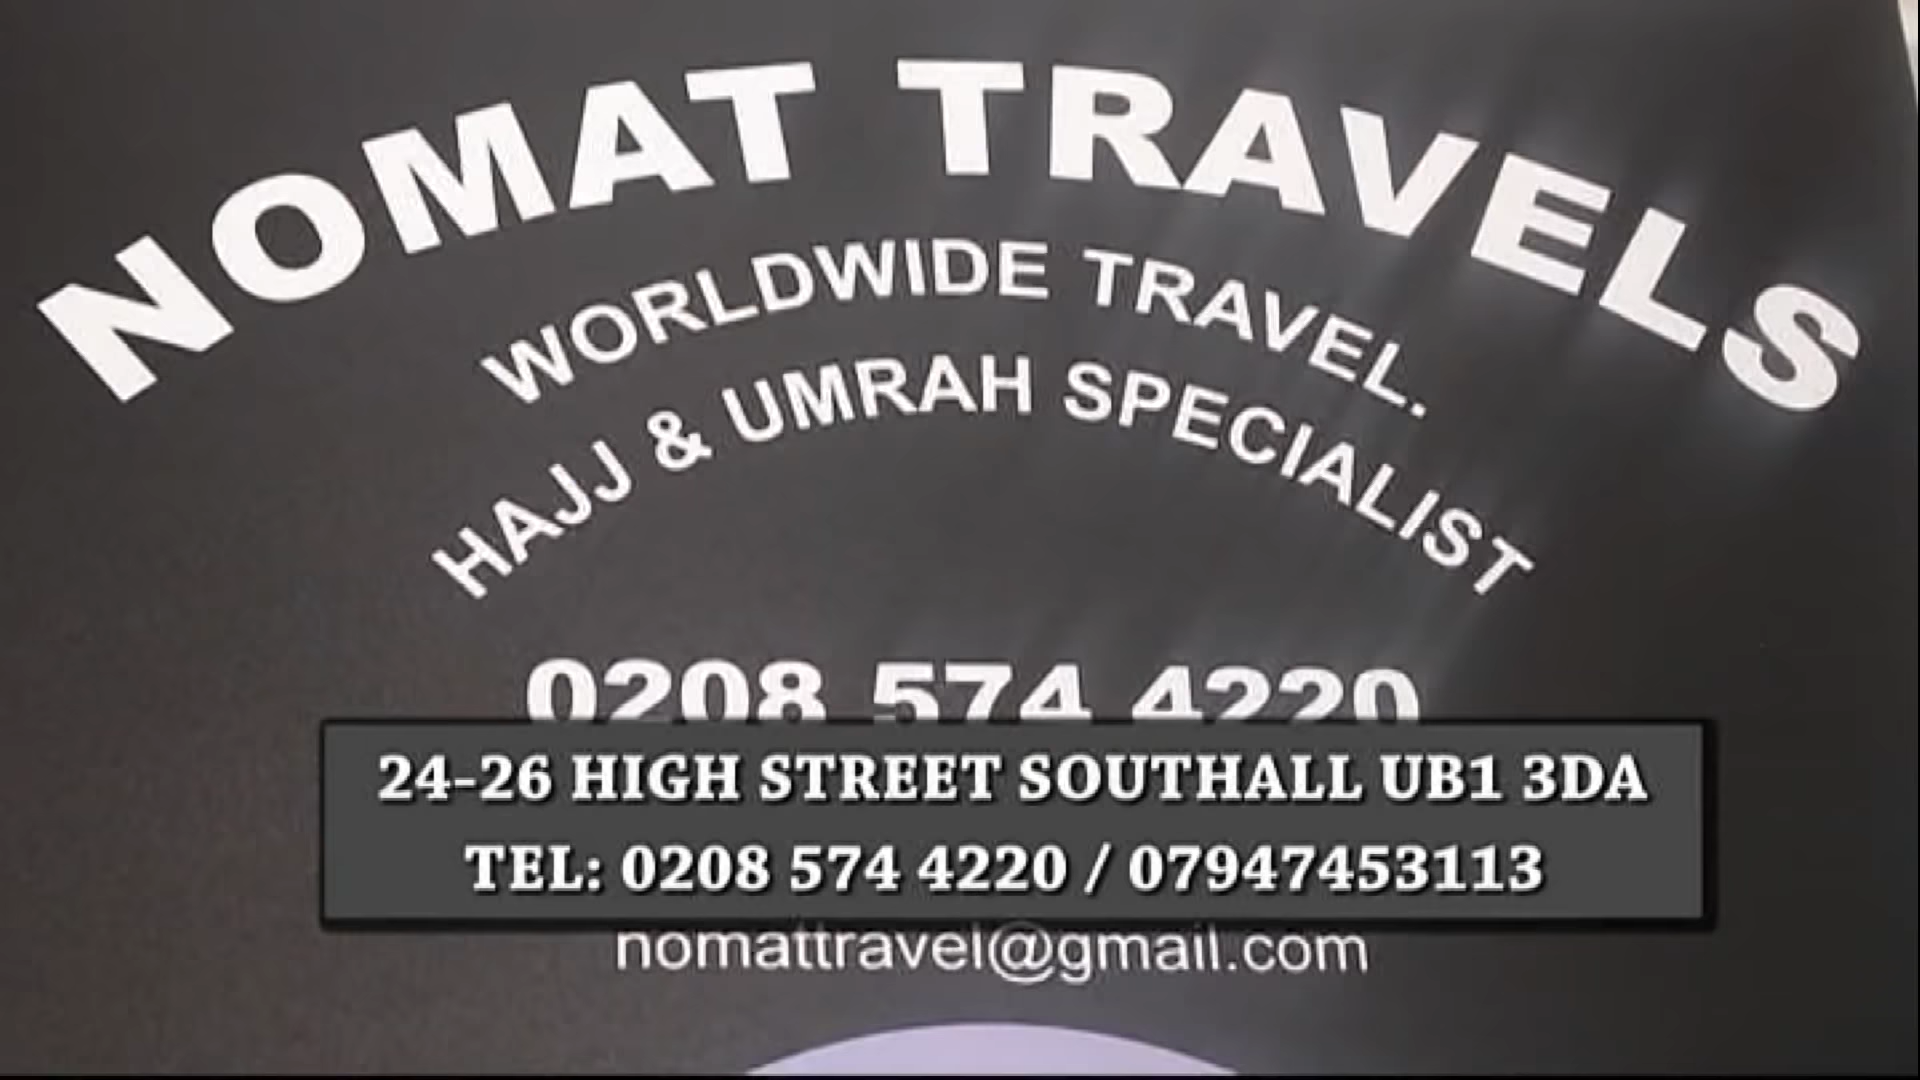 NOMAT TRAVELS
WORLDWIDE TRAVEL.
HAJJ & UMRAH SPECIALIST
0208 574 4220
24-26 HIGH STREET SOUTHALL UB1 3DA
TEL: 0208 574 4220 / 07947453113
nomattravel@gmail.com